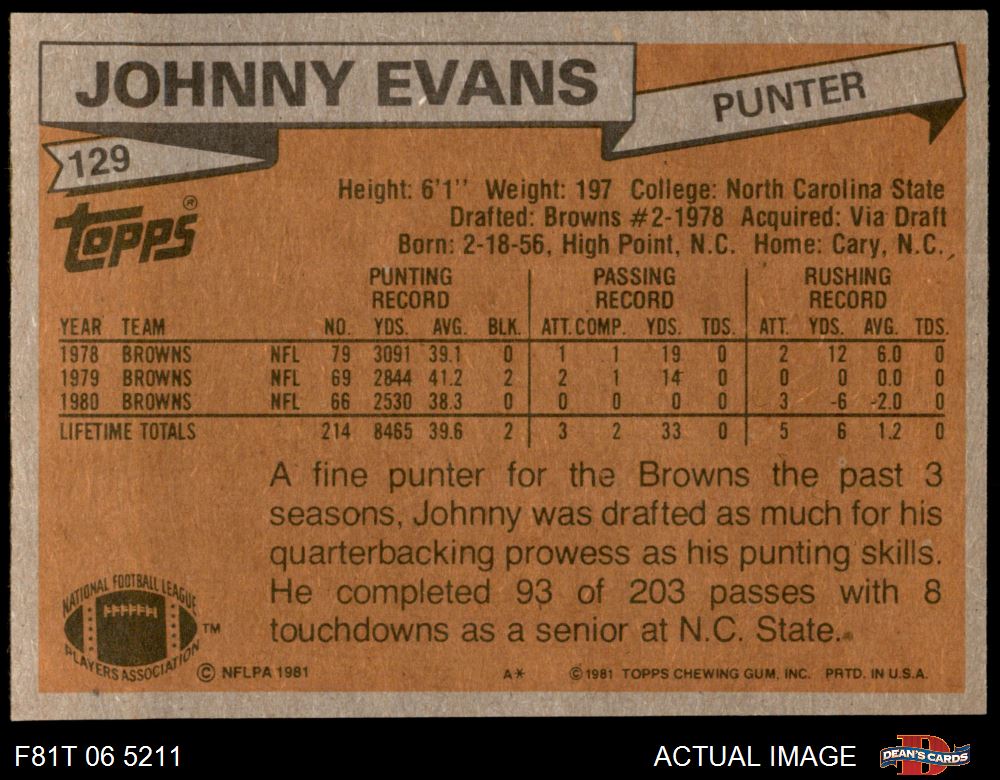 JOHNNY EVANS
PUNTER
129
Topps®
Height: 6'1'' Weight: 197 College: North Carolina State
Drafted: Browns #2-1978 Acquired: Via Draft
Born: 2-18-56, High Point, N.C. Home: Cary, N.C.
PUNTING RECORD PASSING RECORD RUSHING RECORD
YEAR TEAM NO. YDS. AVG. BLK. ATT. COMP. YDS. TDS. ATT. YDS. AVG. TDS.
1978 BROWNS NFL 79 3091 39.1 0 1 1 19 0 2 12 6.0 0
1979 BROWNS NFL 69 2844 41.2 2 2 1 14 0 0 0 0.0 0
1980 BROWNS NFL 66 2530 38.3 0 0 0 0 0 3 -6 -2.0 0
LIFETIME TOTALS 214 8465 39.6 2 3 2 33 0 5 6 1.2 0
A fine punter for the Browns the past 3
seasons, Johnny was drafted as much for his
quarterbacking prowess as his punting skills.
He completed 93 of 203 passes with 8
touchdowns as a senior at N.C. State.
NATIONAL FOOTBALL LEAGUE
PLAYERS ASSOCIATION
TM
© NFLPA 1981
A*
© 1981 TOPPS CHEWING GUM, INC. PRTD. IN U.S.A.
F81T 06 5211
ACTUAL IMAGE
D
DEAN'S CARDS